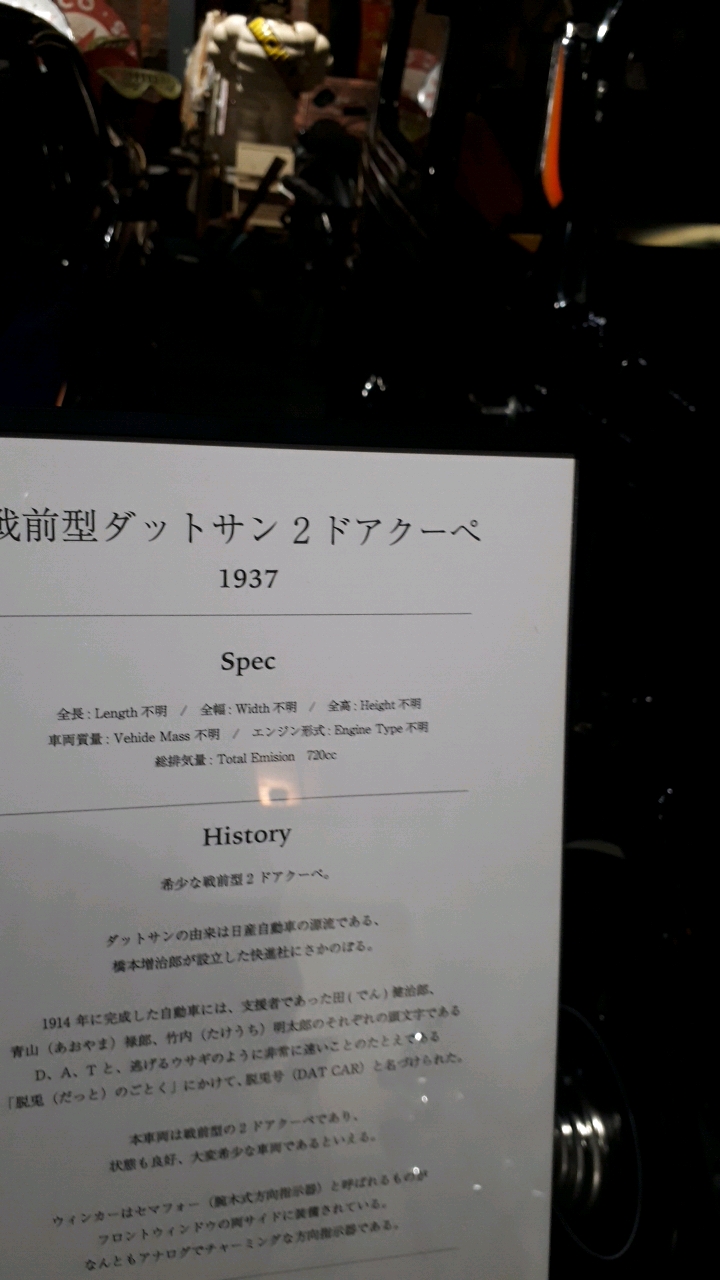 戦前型ダットサン 2 ドアクーペ
1937
Spec
全長 : Length 不明 / 全幅 : Width 不明 / 全高 : Height 不明
車両質量 : Vehide Mass 不明 / エンジン形式 : Engine Type 不明
総排気量 : Total Emision 720cc
History
希少な戦前型 2 ドアクーペ。
ダットサンの由来は日産自動車の源流である、
橋本増治郎が設立した快進社にさかのぼる。
1914 年に完成した自動車には、支援者であった田 ( でん ) 健治郎、
青山（あおやま）禄郎、竹内（たけうち）明太郎のそれぞれの頭文字である
D、A、T と、逃げるウサギのように非常に速いことのたとえである
「脱兎（だっと）のごとく」にかけて、脱兎号（DAT CAR）と名づけられた。
本車両は戦前型の 2 ドアクーペであり、
状態も良好、大変希少な車両であるといえる。
ウィンカーはセマフォー（腕木式方向指示器）と呼ばれるものが
フロントウィンドウの両サイドに装備されている。
なんともアナログでチャーミングな方向指示器である。